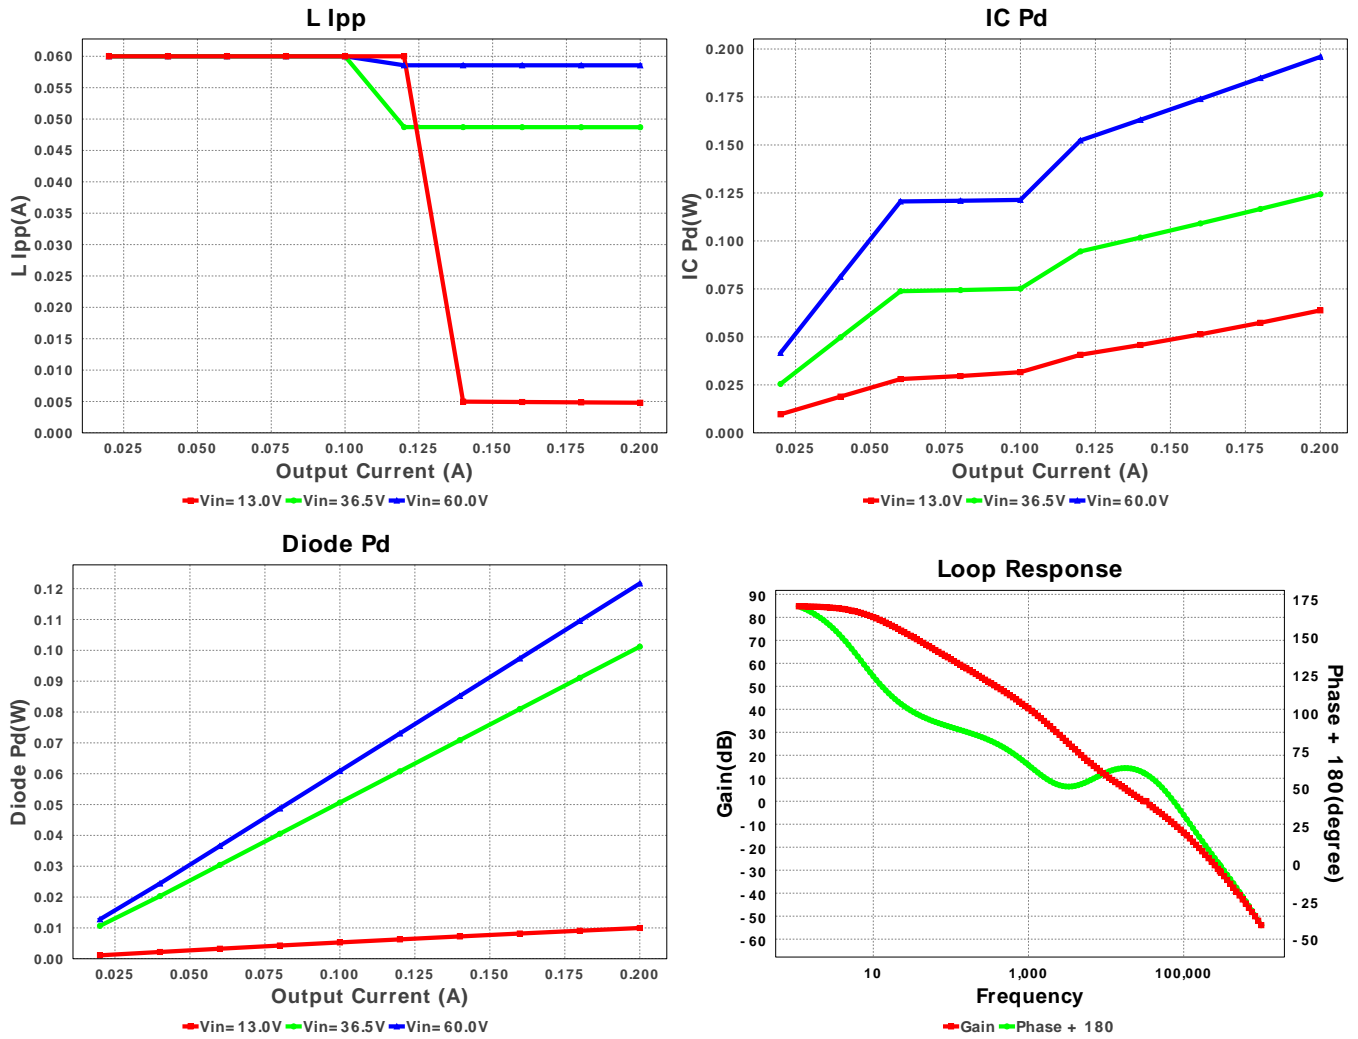 L Ipp
0.060
0.055
0.050
0.045
0.040
0.035
0.030
0.025
0.020
0.015
0.010
0.005
0.000
L Ipp(A)
0.025 0.050 0.075 0.100 0.125 0.150 0.175 0.200
Output Current (A)
Vin=13.0V Vin=36.5V Vin=60.0V
IC Pd
0.200
0.175
0.150
0.125
0.100
0.075
0.050
0.025
0.000
IC Pd(W)
0.025 0.050 0.075 0.100 0.125 0.150 0.175 0.200
Output Current (A)
Vin=13.0V Vin=36.5V Vin=60.0V
Diode Pd
0.12
0.11
0.10
0.09
0.08
0.07
0.06
0.05
0.04
0.03
0.02
0.01
0.00
Diode Pd(W)
0.025 0.050 0.075 0.100 0.125 0.150 0.175 0.200
Output Current (A)
Vin=13.0V Vin=36.5V Vin=60.0V
Loop Response
90
80
70
60
50
40
30
20
10
0
-10
-20
-30
-40
-50
-60
Gain(dB)
175
150
125
100
75
50
25
0
-25
-50
Phase + 180(degree)
10 1,000 100,000
Frequency
Gain Phase + 180